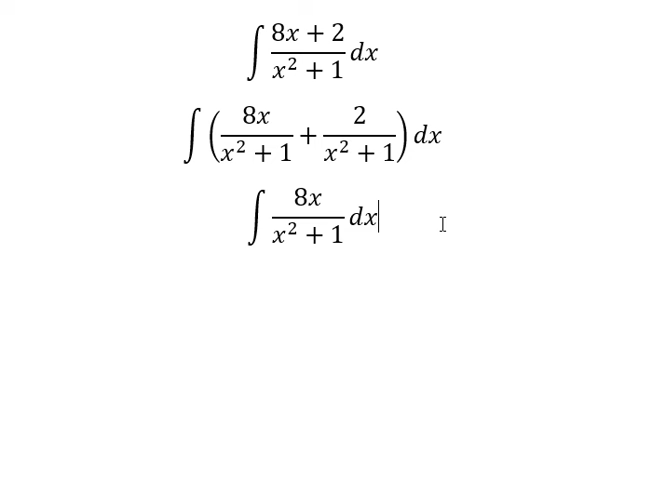 ∫ (8x + 2)/(x² + 1) dx
∫ (8x/(x² + 1) + 2/(x² + 1)) dx
∫ 8x/(x² + 1) dx